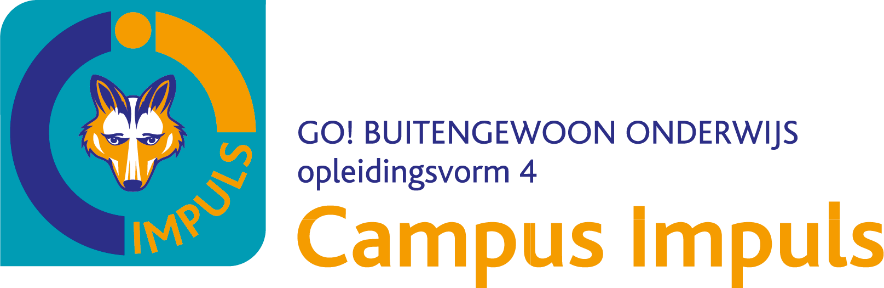 IMPULS
GO! BUITENGEWOON ONDERWIJS
opleidingsvorm 4
Campus Impuls